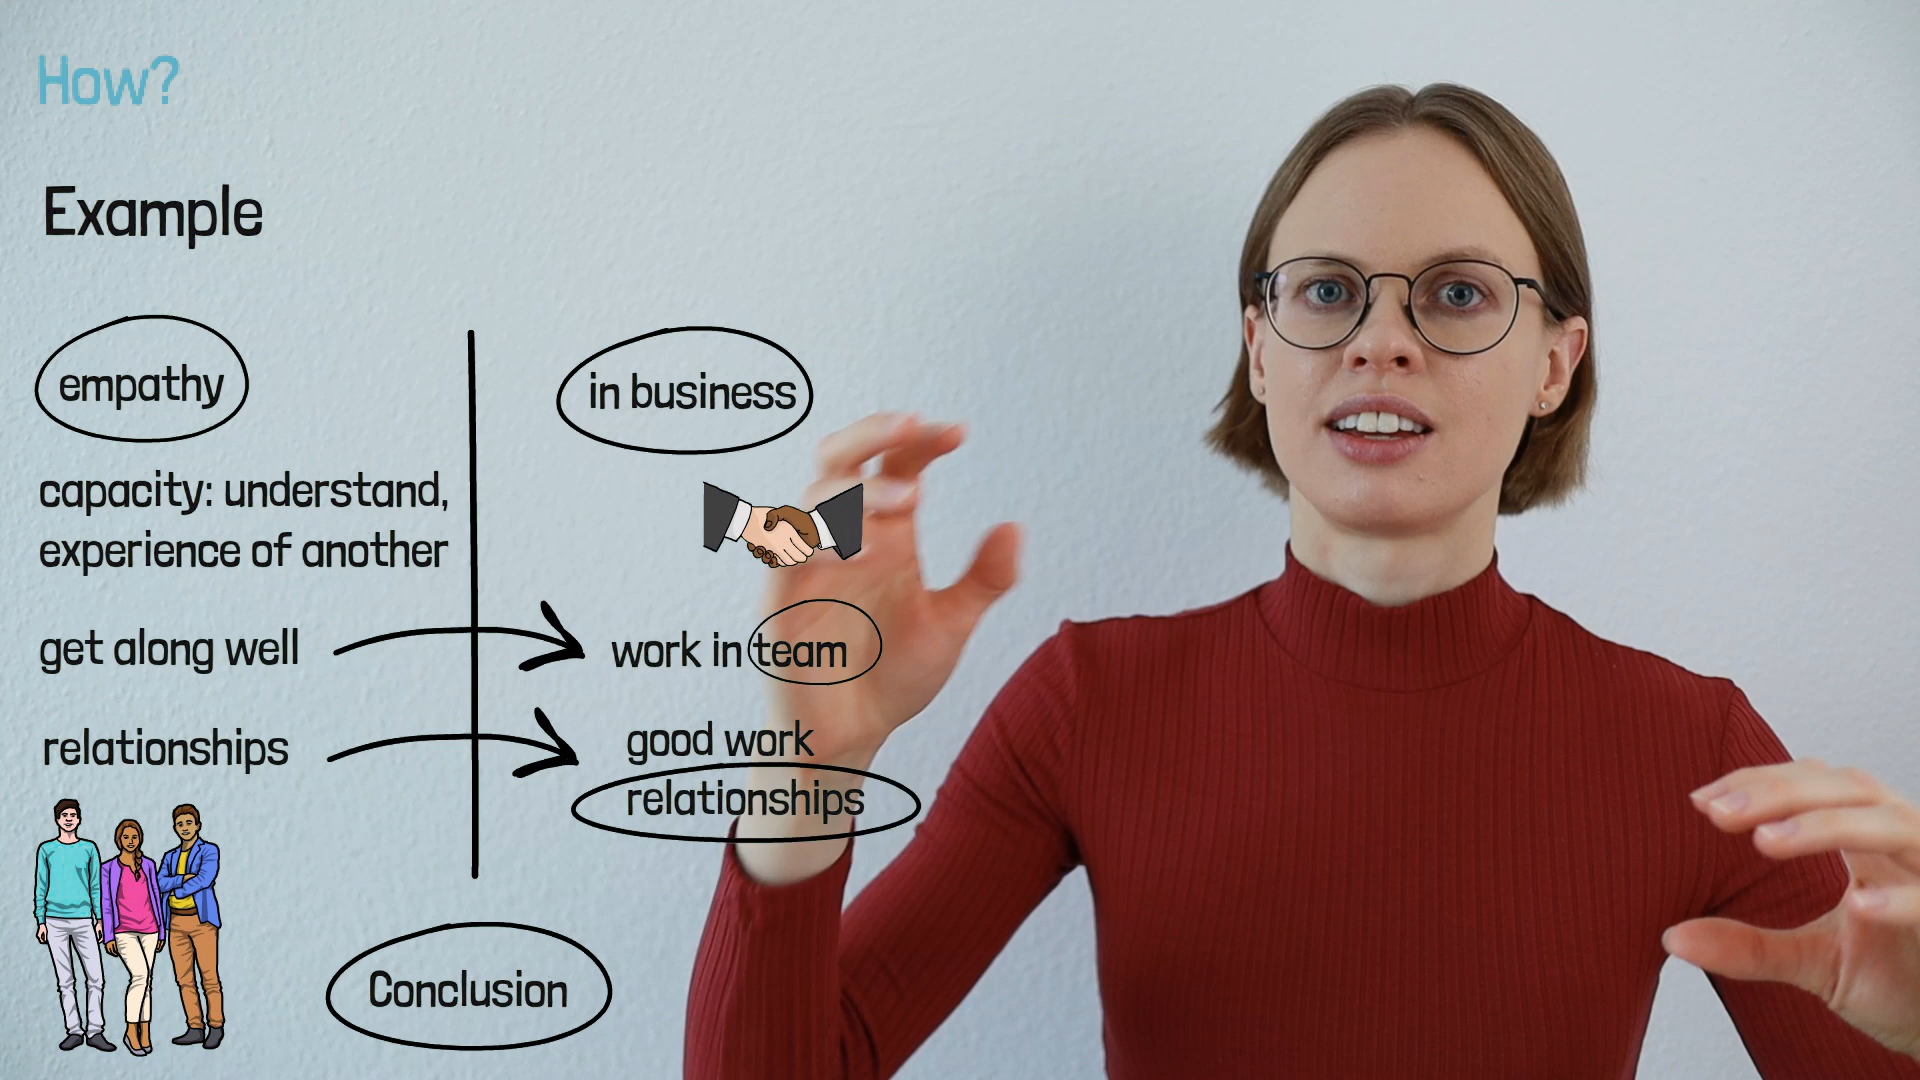 How?
Example
empathy
capacity: understand,
experience of another
get along well
relationships
in business
work in team
good work
relationships
Conclusion